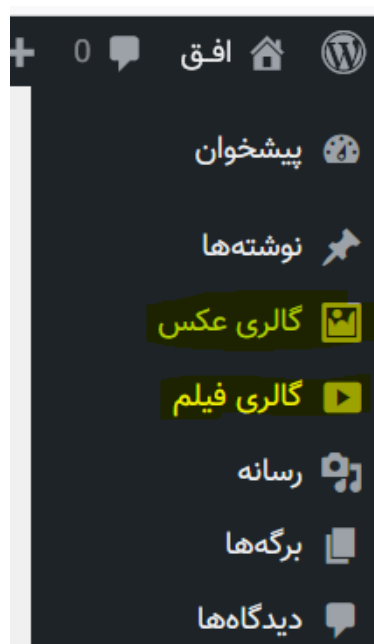 افق 0
پیشخوان
نوشته‌ها
گالری عکس
گالری فیلم
رسانه
برگه‌ها
دیدگاه‌ها